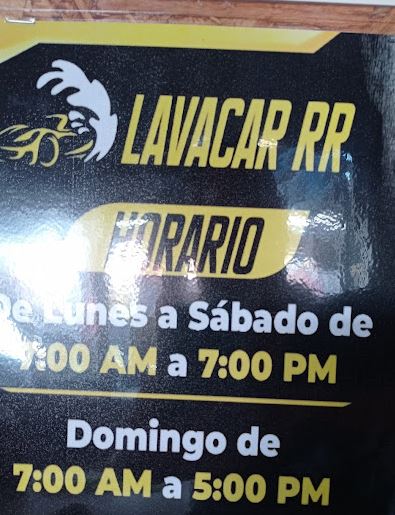 LAVACAR RR
HORARIO
De Lunes a Sábado de
7:00 AM a 7:00 PM
Domingo de
7:00 AM a 5:00 PM